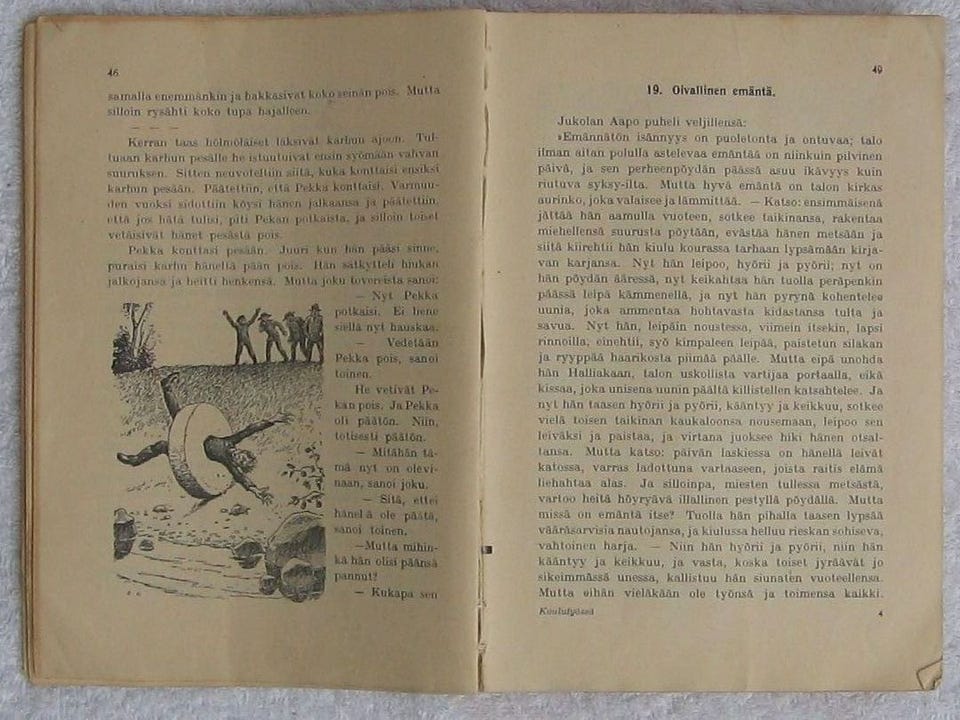 46
samalla enemmänkin ja hakkasivat koko seinän pois. Mutta
silloin rysähti koko tupa hajalleen.
— — —
Kerran taas hölmöläiset läksivät karhun ajoon. Tul-
tuaan karhun pesälle he istuutuivat ensin syömään vahvan
suuruksen. Sitten neuvoteltiin siitä, kuka konttaisi ensiksi
karhun pesään. Päätettiin, että Pekka konttaisi. Varmuu-
den vuoksi sidottiin köysi hänen jalkaansa ja päätettiin,
että jos hätä tulisi, piti Pekan potkaista, ja silloin toiset
vetäisivät hänet pesästä pois.
Pekka konttasi pesään. Juuri kun hän pääsi sinne,
puraisi karhu häneltä pään pois. Hän sätkytteli hiukan
jalkojansa ja heitti henkensä. Mutta joku tovereista sanoi:
— Nyt Pekka
potkaisi. Ei liene
siellä nyt hauskaa.
— Vedetään
Pekka pois, sanoi
toinen.
He vetivät Pe-
kan pois. Ja Pekka
oli päätön. Niin,
totisesti päätön.
— Mitähän tä-
mä nyt on olevi-
naan, sanoi joku.
— Sitä, ettei
hänellä ole päätä,
sanoi toinen.
—Mutta mihin-
kä hän olisi päänsä
pannut?
— Kukapa sen
49
19. Oivallinen emäntä.
Jukolan Aapo puheli veljillensä:
»Emännätön isännyys on puoletonta ja ontuvaa; talo
ilman aitan polulla astelevaa emäntää on niinkuin pilvinen
päivä, ja sen perheenpöydän päässä asuu ikävyys kuin
riutuva syksy-ilta. Mutta hyvä emäntä on talon kirkas
aurinko, joka valaisee ja lämmittää. — Katso: ensimmäisenä
jättää hän aamulla vuoteen, sotkee taikinansa, rakentaa
miehellensä suurusta pöytään, evästää hänen metsään ja
siitä kiirehtii hän kiulu kourassa tarhaan lypsämään kirja-
van karjansa. Nyt hän leipoo, hyörii ja pyörii; nyt on
hän pöydän ääressä, nyt keikahtaa hän tuolla peräpenkin
päässä leipä kämmenellä, ja nyt hän pyrynä kohentelee
uunia, joka ammentaa hohtavasta kidastansa tulta ja
savua. Nyt hän, leipäin noustessa, viimein itsekin, lapsi
rinnoilla, einehtii, syö kimpaleen leipää, paistetun silakan
ja ryyppää haarikosta piimää päälle. Mutta eipä unohda
hän Halliakaan, talon uskollista vartijaa portaalla, eikä
kissaa, joka unisena uunin päältä killistellen katsahtelee. Ja
nyt hän taasen hyörii ja pyörii, kääntyy ja keikkuu, sotkee
vielä toisen taikinan kaukaloonsa nousemaan, leipoo sen
leiväksi ja paistaa, ja virtana juoksee hiki hänen otsal-
tansa. Mutta katso: päivän laskiessa on hänellä leivät
katossa, varras ladottuna vartaaseen, joista raitis elämä
liehahtaa alas. Ja silloinpa, miesten tullessa metsästä,
vartoo heitä höyryävä illallinen pestyllä pöydällä. Mutta
missä on emäntä itse? Tuolla hän pihalla taasen lypsää
vääräsarvisia nautojansa, ja kiulussa helluu rieskan sohiseva,
vahtoinen harja. — Niin hän hyörii ja pyörii, niin hän
kääntyy ja keikkuu, ja vasta, koska toiset jyräävät jo
sikeimmässä unessa, kallistuu hän siunaten vuoteellensa.
Mutta eihän vieläkään ole työnsä ja toimensa kaikki.
Koulutyössä
4